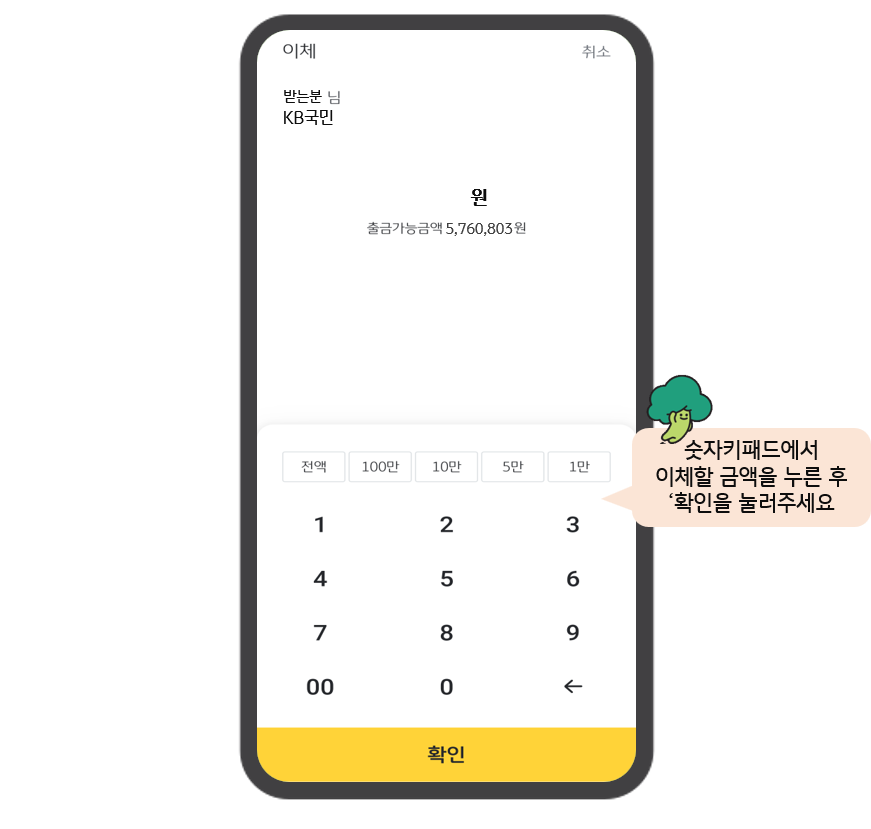 이체 취소
받는분 님
KB국민
원
출금가능금액 5,760,803원
전액 100만 10만 5만 1만
숫자키패드에서
이체할 금액을 누른 후
‘확인을 눌러주세요
1 2 3
4 5 6
7 8 9
00 0 ←
확인